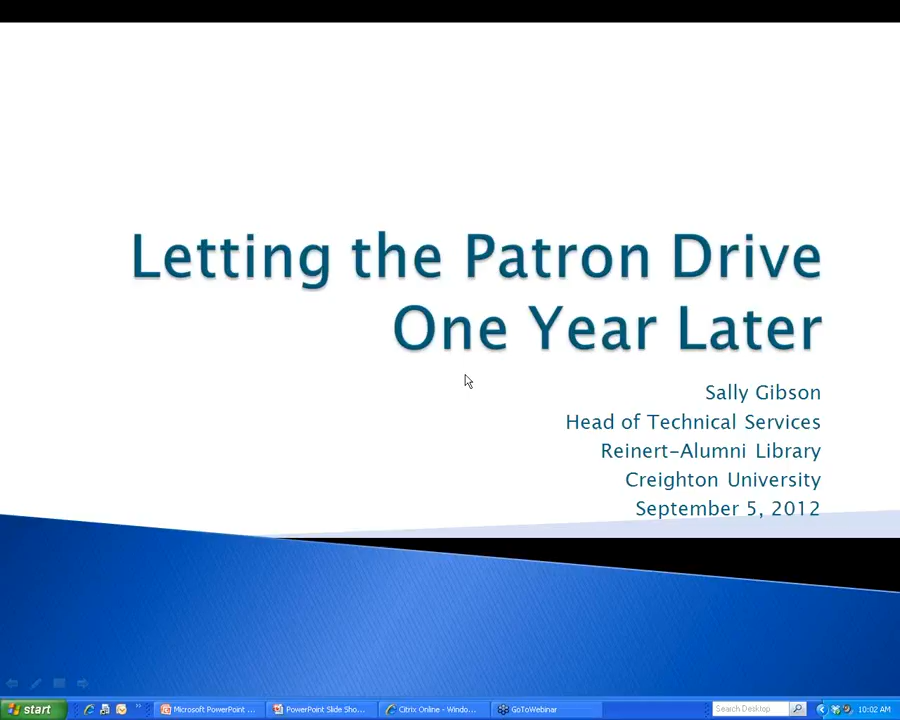 Letting the Patron Drive
One Year Later
Sally Gibson
Head of Technical Services
Reinert-Alumni Library
Creighton University
September 5, 2012
start
Microsoft PowerPoint ...
PowerPoint Slide Sho...
Citrix Online - Windo...
GoToWebinar
Search Desktop
10:02 AM